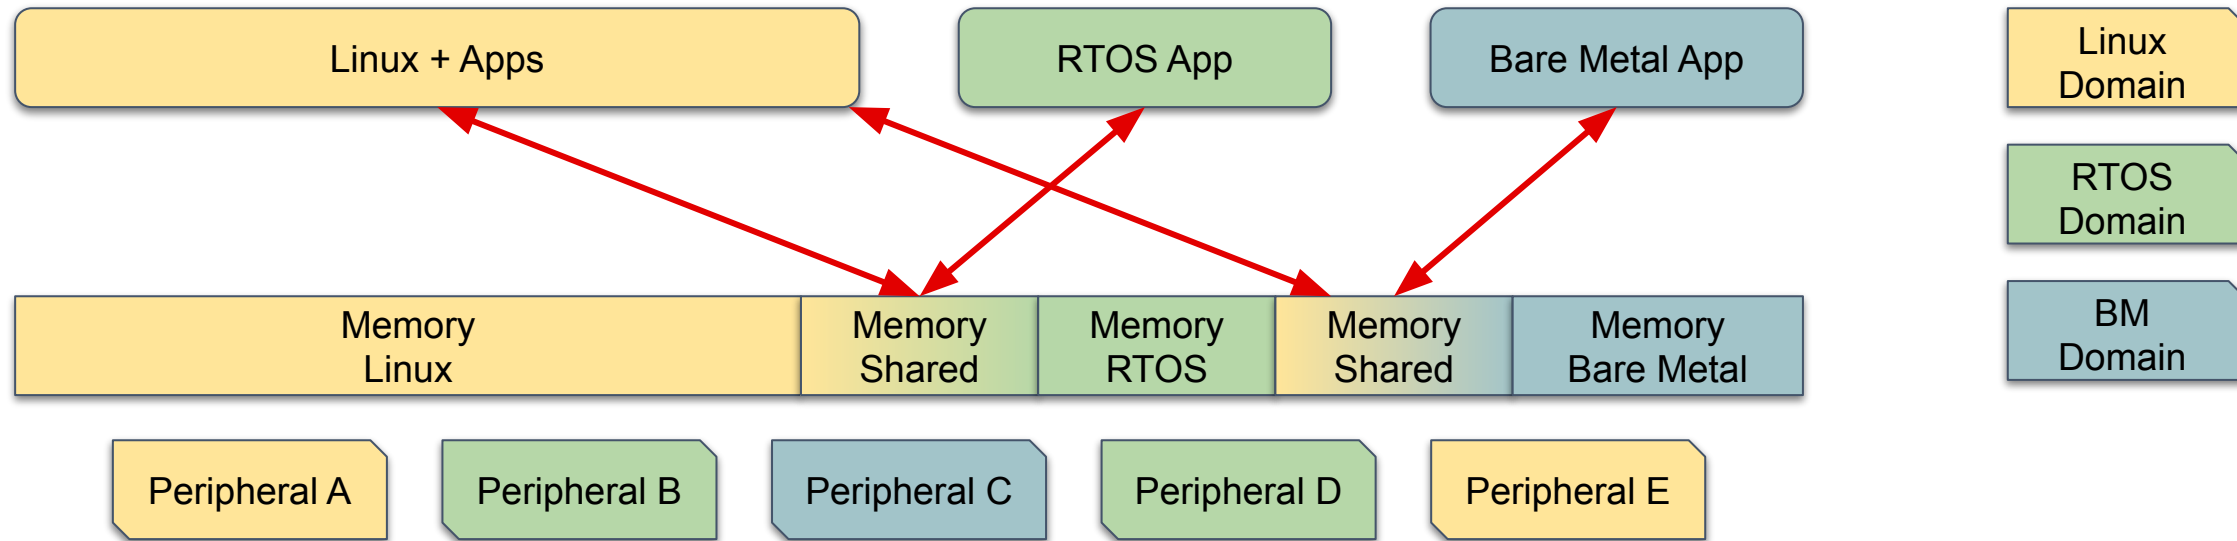 Linux + Apps
RTOS App
Bare Metal App
Linux
Domain
RTOS
Domain
BM
Domain
Memory
Linux
Memory
Shared
Memory
RTOS
Memory
Shared
Memory
Bare Metal
Peripheral A
Peripheral B
Peripheral C
Peripheral D
Peripheral E